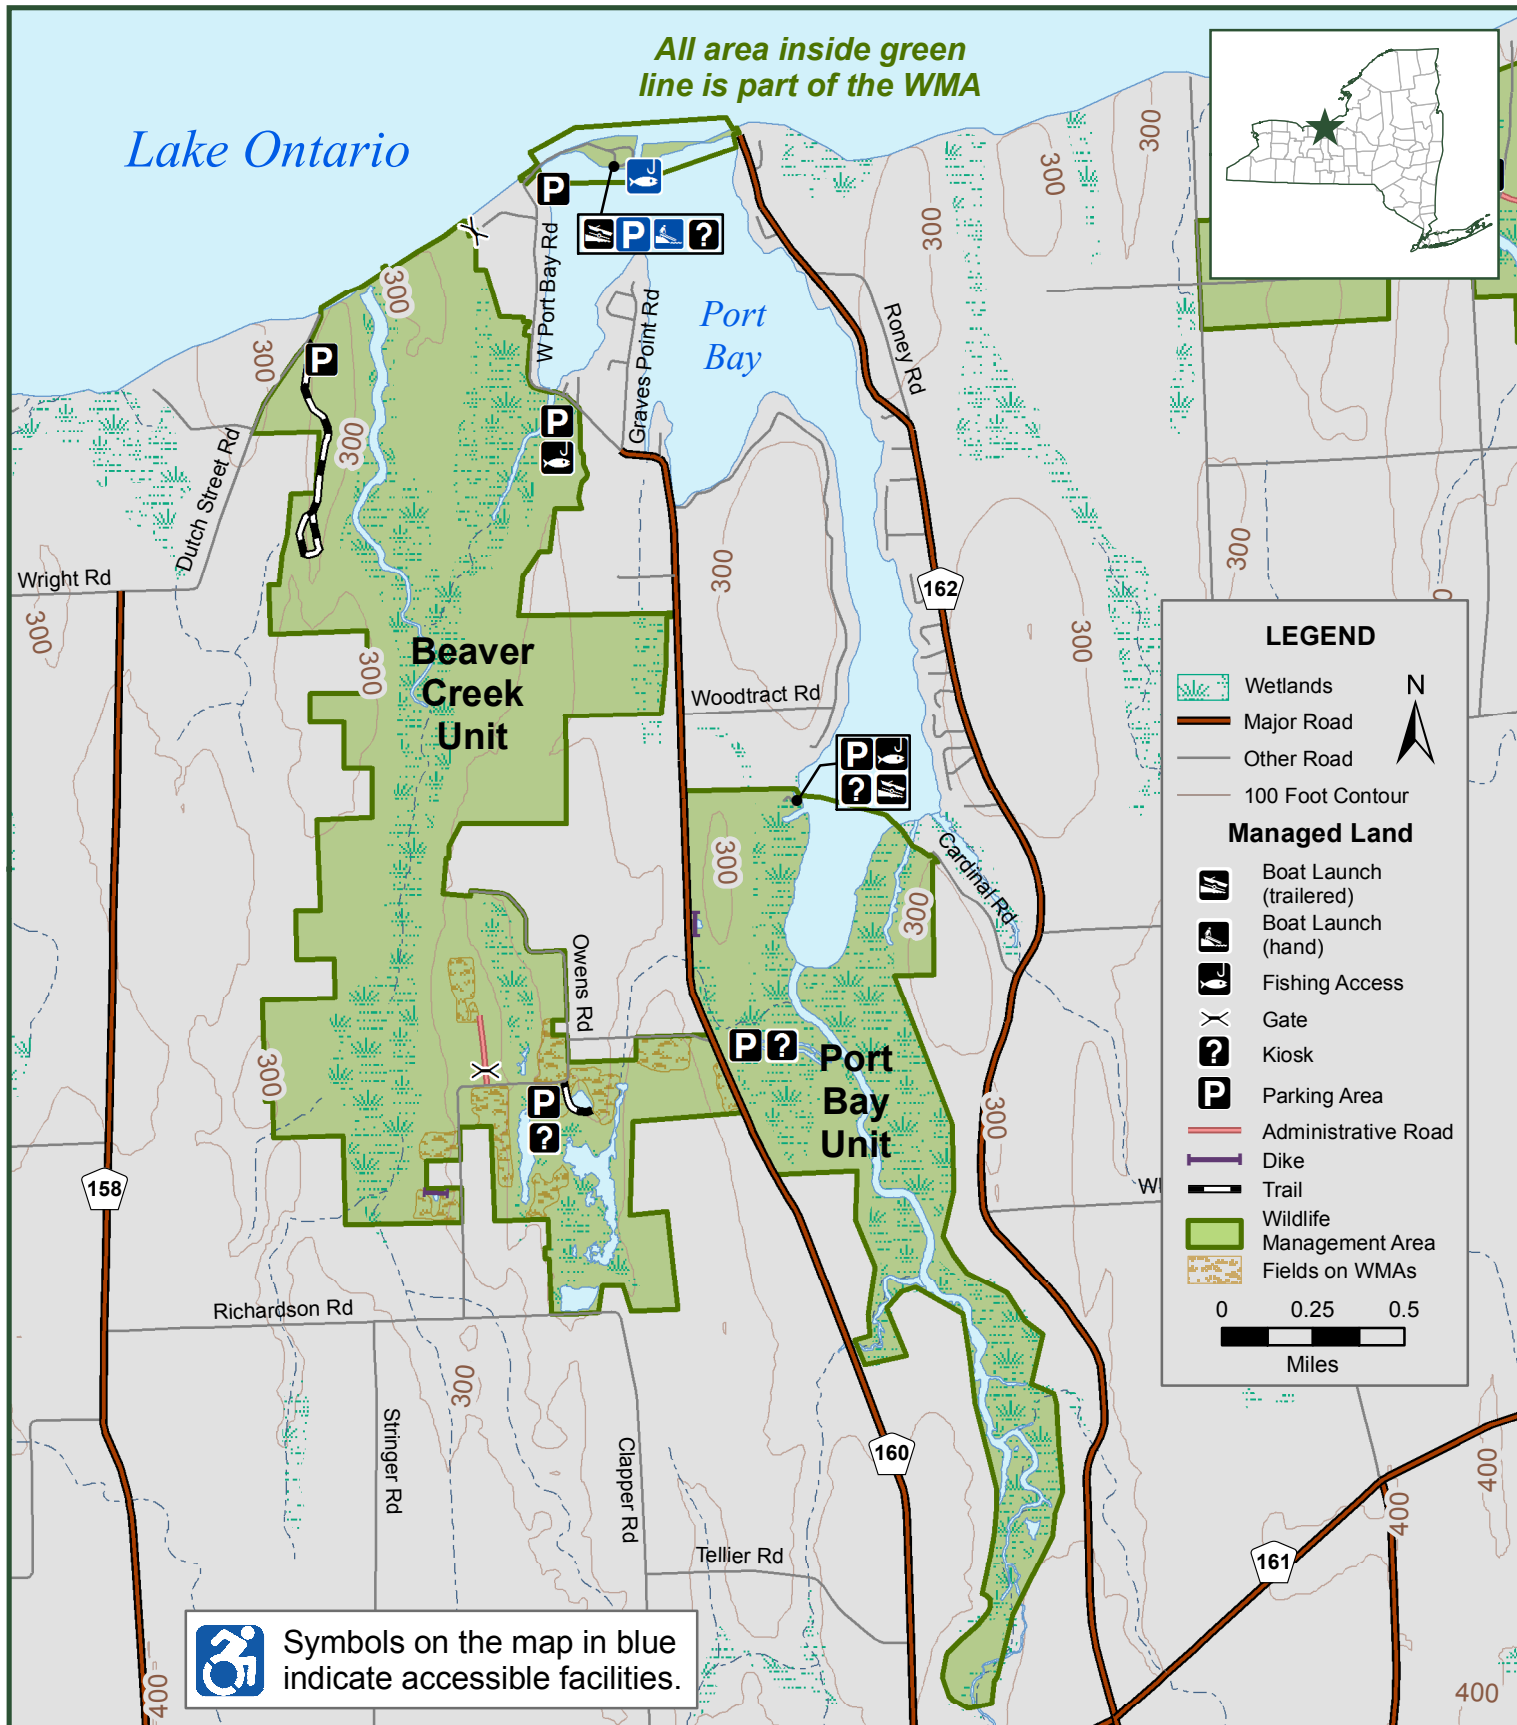 All area inside green
line is part of the WMA
Lake Ontario
P
P
?
W Port Bay Rd
Graves Point Rd
Port
Bay
Roney Rd
300
300
300
300
300
P
300
P
Dutch Street Rd
Wright Rd
300
300
300
162
300
300
Beaver
Creek
Unit
300
Woodtract Rd
P
?
300
Cardinal Rd
300
Owens Rd
P
?
Port
Bay
Unit
300
300
P
?
158
Richardson Rd
300
Stringer Rd
Clapper Rd
160
Tellier Rd
161
400
400
400
400
LEGEND
N
Wetlands
Major Road
Other Road
100 Foot Contour
Managed Land
Boat Launch
(trailered)
Boat Launch
(hand)
Fishing Access
Gate
?
Kiosk
P
Parking Area
Administrative Road
Dike
Trail
Wildlife
Management Area
Fields on WMAs
0 0.25 0.5
Miles
Symbols on the map in blue
indicate accessible facilities.